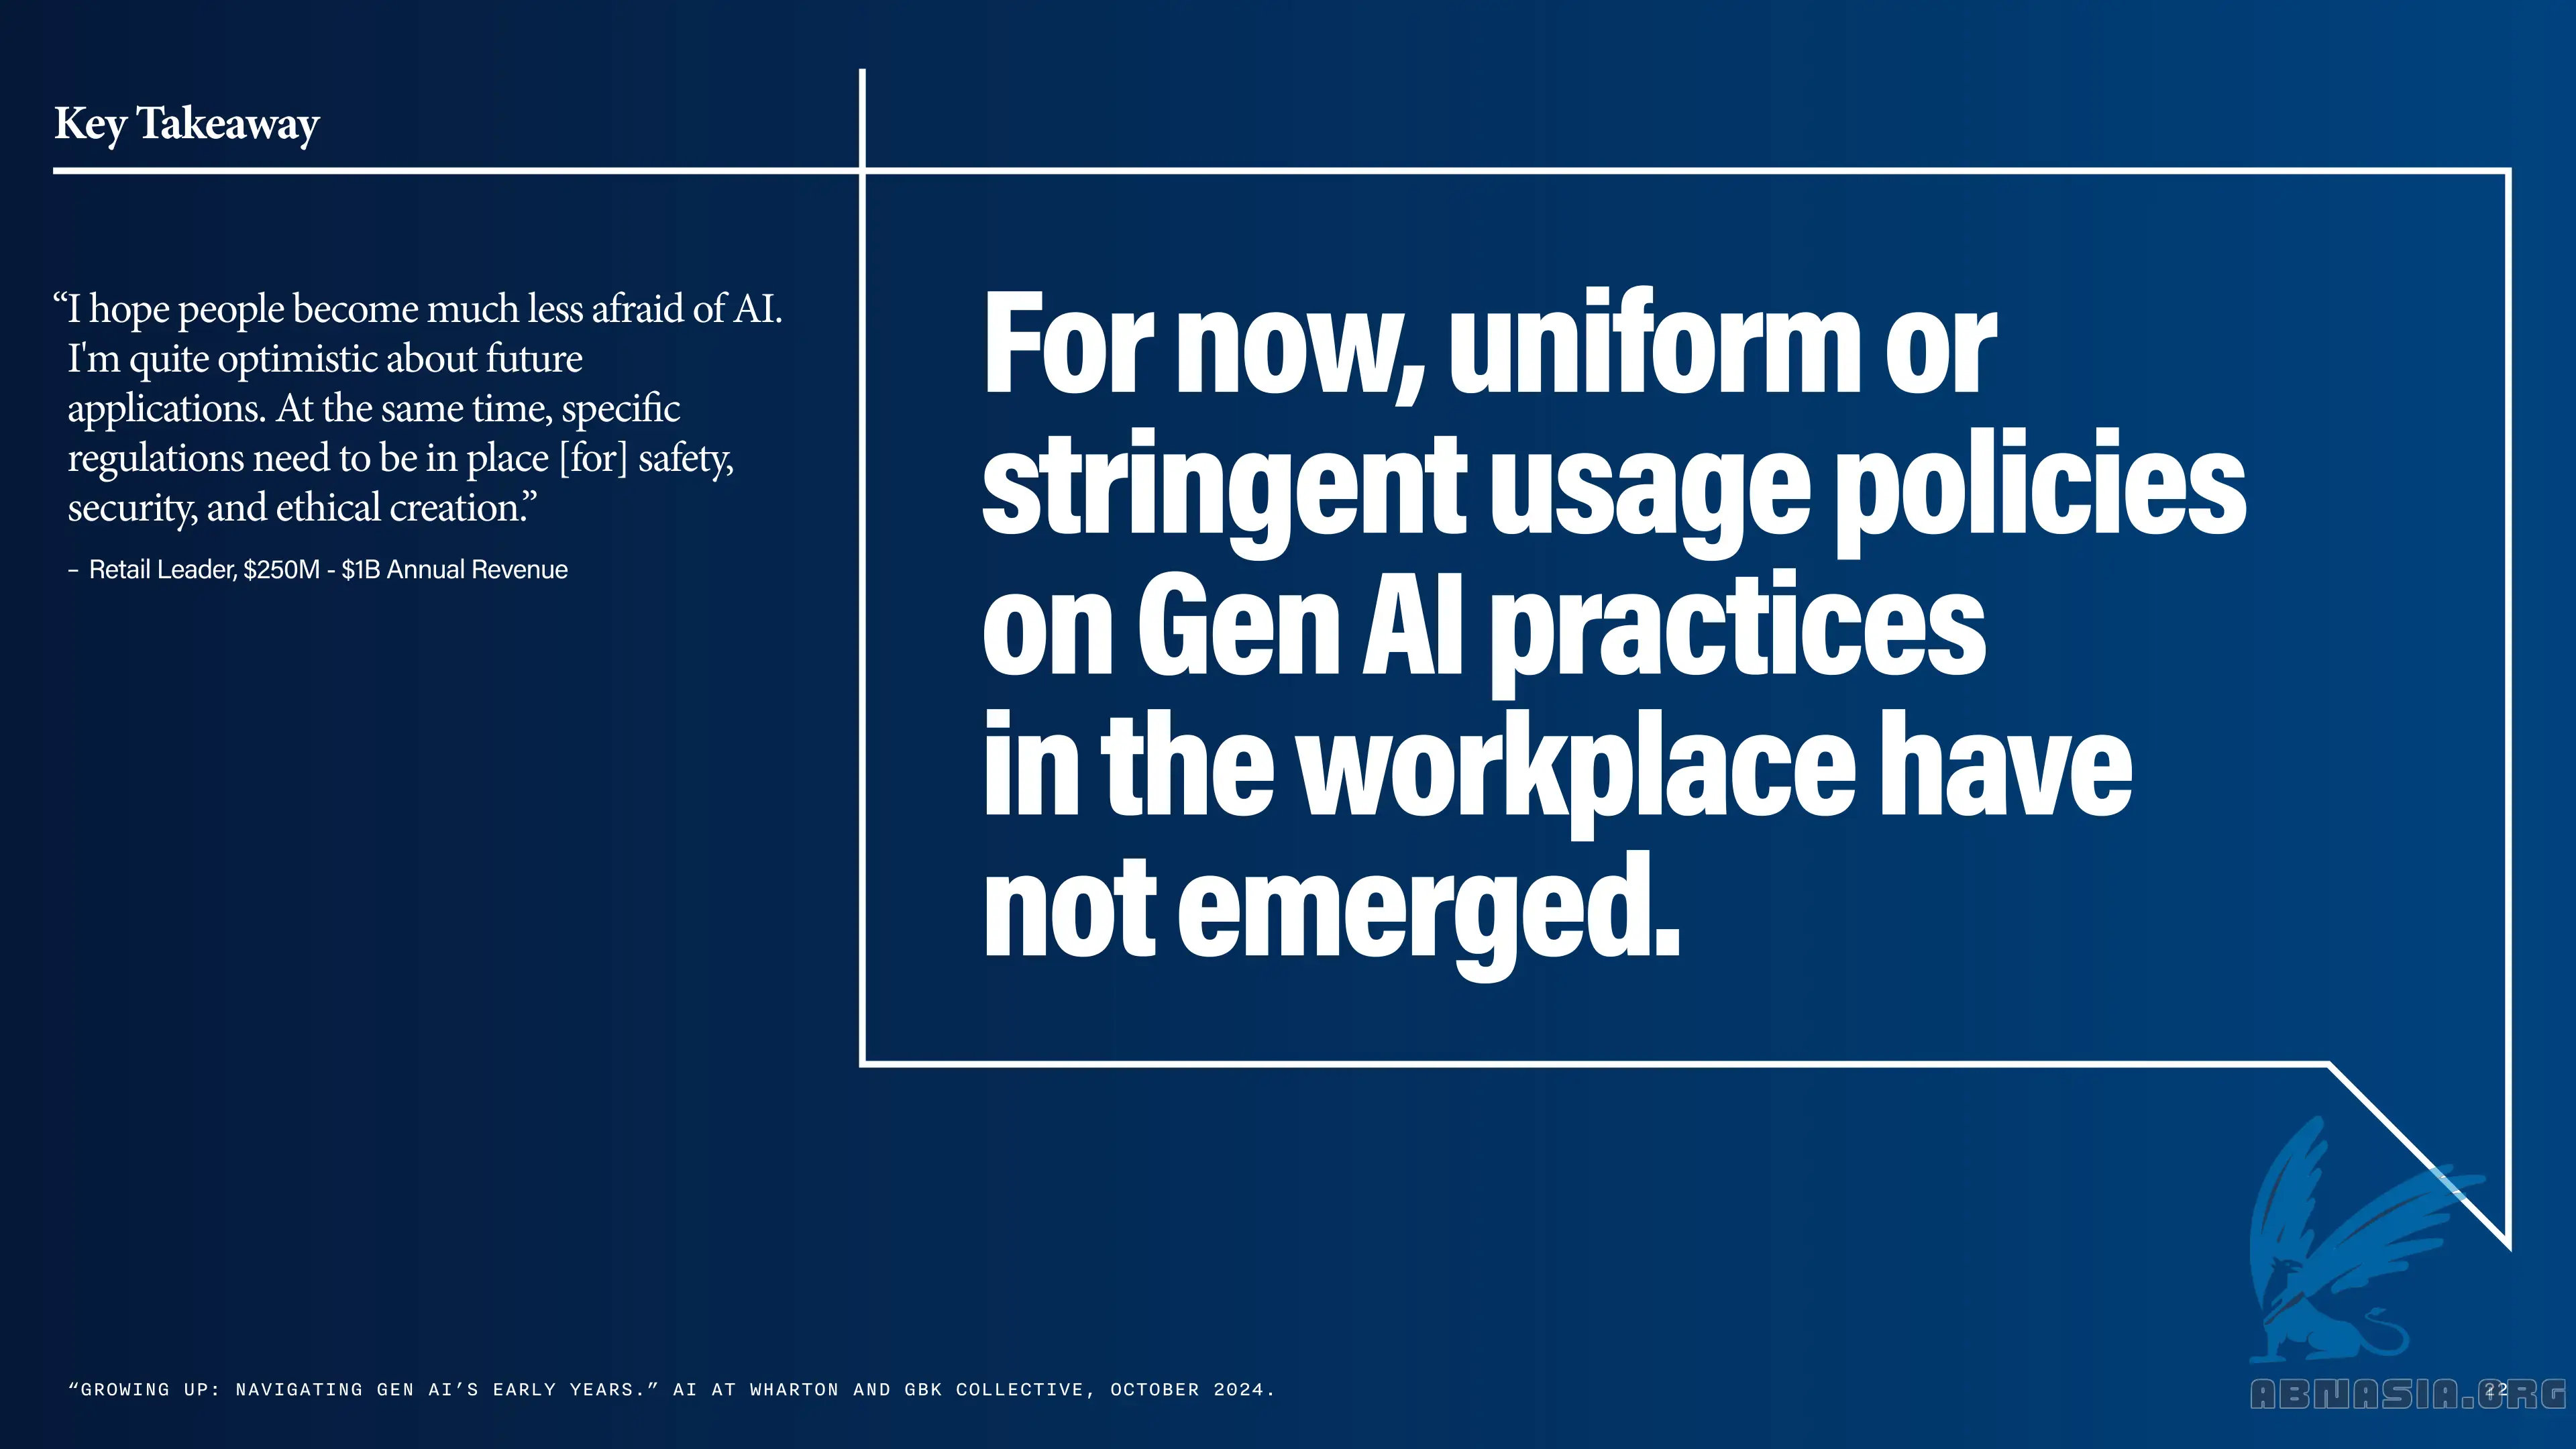 Key Takeaway
“I hope people become much less afraid of AI.
I'm quite optimistic about future
applications. At the same time, specific
regulations need to be in place [for] safety,
security, and ethical creation.”
– Retail Leader, $250M - $1B Annual Revenue
For now, uniform or
stringent usage policies
on Gen AI practices
in the workplace have
not emerged.
“GROWING UP: NAVIGATING GEN AI’S EARLY YEARS.” AI AT WHARTON AND GBK COLLECTIVE, OCTOBER 2024.
22
ABNASIA.ORG